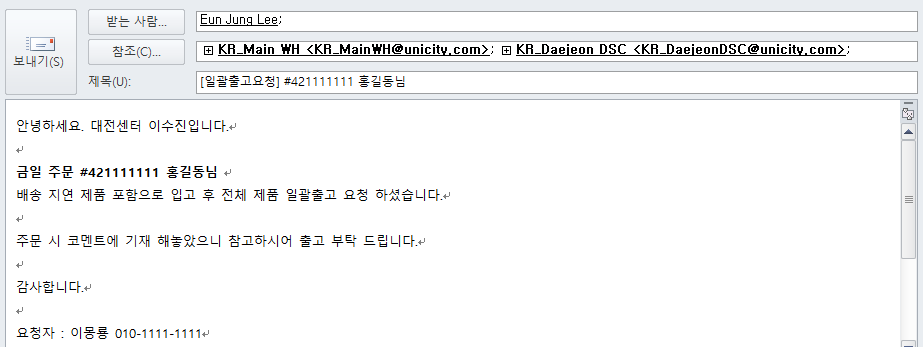 받는 사람...
Eun Jung Lee;
보내기(S)
참조(C)...
KR_Main WH <KR_MainWH@unicity.com>; KR_Daejeon DSC <KR_DaejeonDSC@unicity.com>;
제목(U):
[일괄출고요청] #421111111 홍길동님
안녕하세요. 대전센터 이수진입니다.
금일 주문 #421111111 홍길동님
배송 지연 제품 포함으로 입고 후 전체 제품 일괄출고 요청 하셨습니다.
주문 시 코멘트에 기재 해놓았으니 참고하시어 출고 부탁 드립니다.
감사합니다.
요청자 : 이몽룡 010-1111-1111